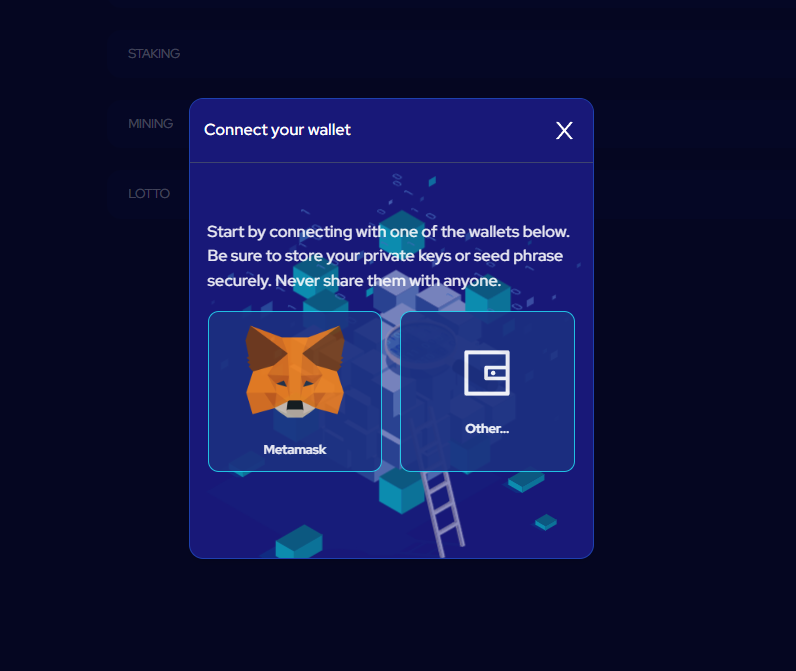 STAKING
MINING
LOTTO
Connect your wallet
X
Start by connecting with one of the wallets below.
Be sure to store your private keys or seed phrase
securely. Never share them with anyone.
Metamask
Other...